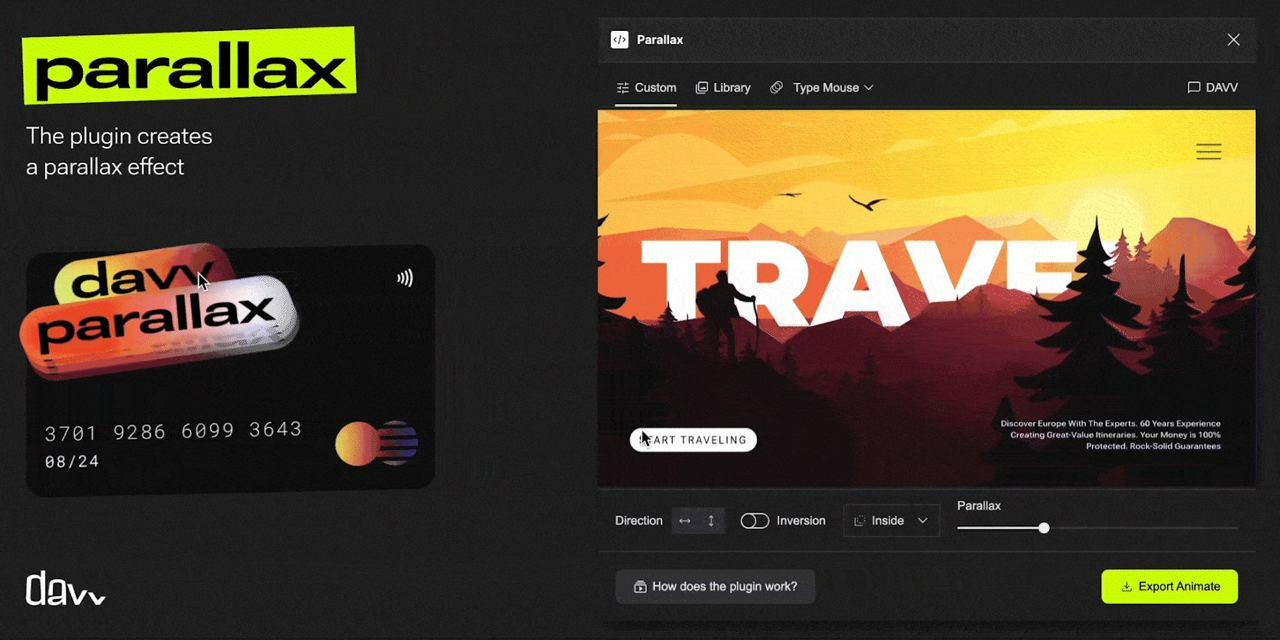 parallax
The plugin creates
a parallax effect
davv
parallax
3701 9286 6099 3643
08/24
davv
Parallax
Custom
Library
Type Mouse
DAVV
TRAVE
START TRAVELING
Discover Europe With The Experts. 60 Years Experience
Creating Great-Value Itineraries. Your Money is 100%
Protected. Rock-Solid Guarantees
Direction
Inversion
Inside
Parallax
How does the plugin work?
Export Animate